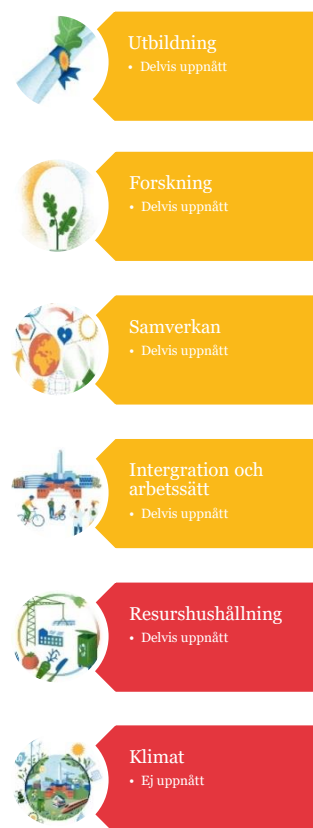 Utbildning
• Delvis uppnått
Forskning
• Delvis uppnått
Samverkan
• Delvis uppnått
Intergration och
arbetssätt
• Delvis uppnått
Resurshushållning
• Delvis uppnått
Klimat
• Ej uppnått